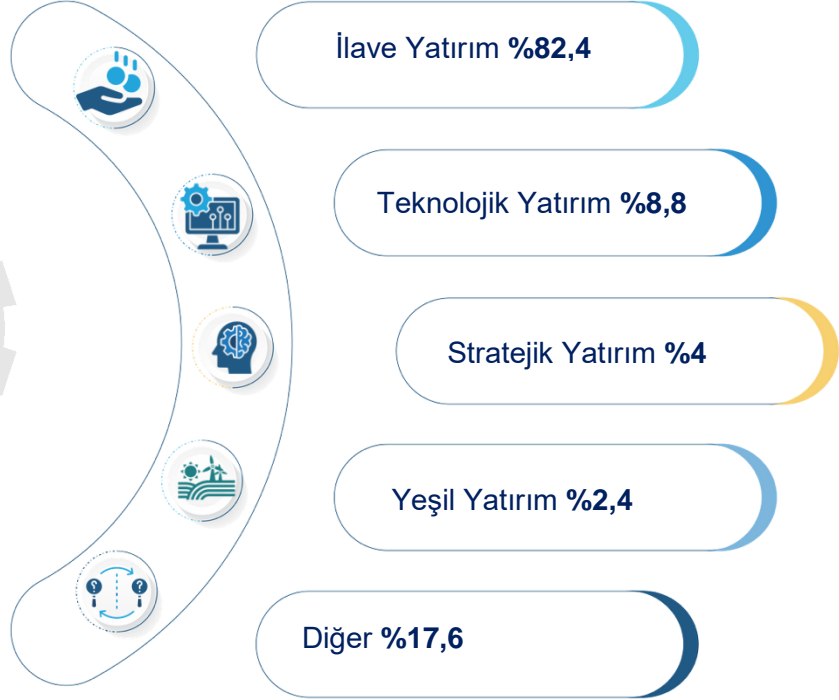 İlave Yatırım %82,4
Teknolojik Yatırım %8,8
Stratejik Yatırım %4
Yeşil Yatırım %2,4
Diğer %17,6